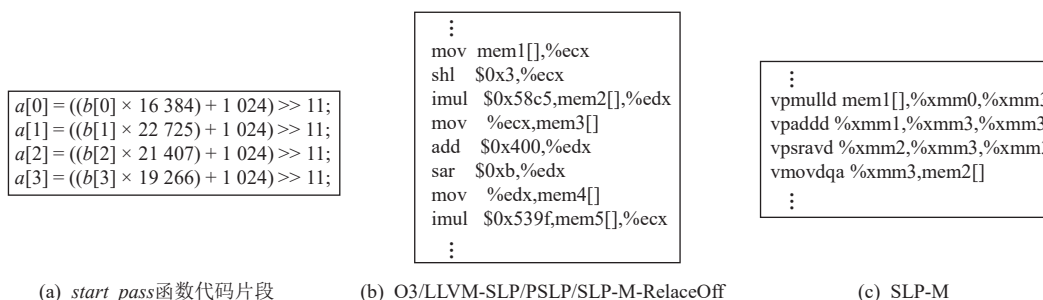 a[0] = ((b[0] × 16 384) + 1 024) >> 11;
a[1] = ((b[1] × 22 725) + 1 024) >> 11;
a[2] = ((b[2] × 21 407) + 1 024) >> 11;
a[3] = ((b[3] × 19 266) + 1 024) >> 11;
(a) start_pass函数代码片段
⋮
mov mem1[],%ecx
shl $0x3,%ecx
imul $0x58c5,mem2[],%edx
mov %ecx,mem3[]
add $0x400,%edx
sar $0xb,%edx
mov %edx,mem4[]
imul $0x539f,mem5[],%ecx
⋮
(b) O3/LLVM-SLP/PSLP/SLP-M-RelaceOff
⋮
vpmulld mem1[],%xmm0,%xmm3
vpaddd %xmm1,%xmm3,%xmm3
vpsravd %xmm2,%xmm3,%xmm3
vmovdqa %xmm3,mem2[]
⋮
(c) SLP-M